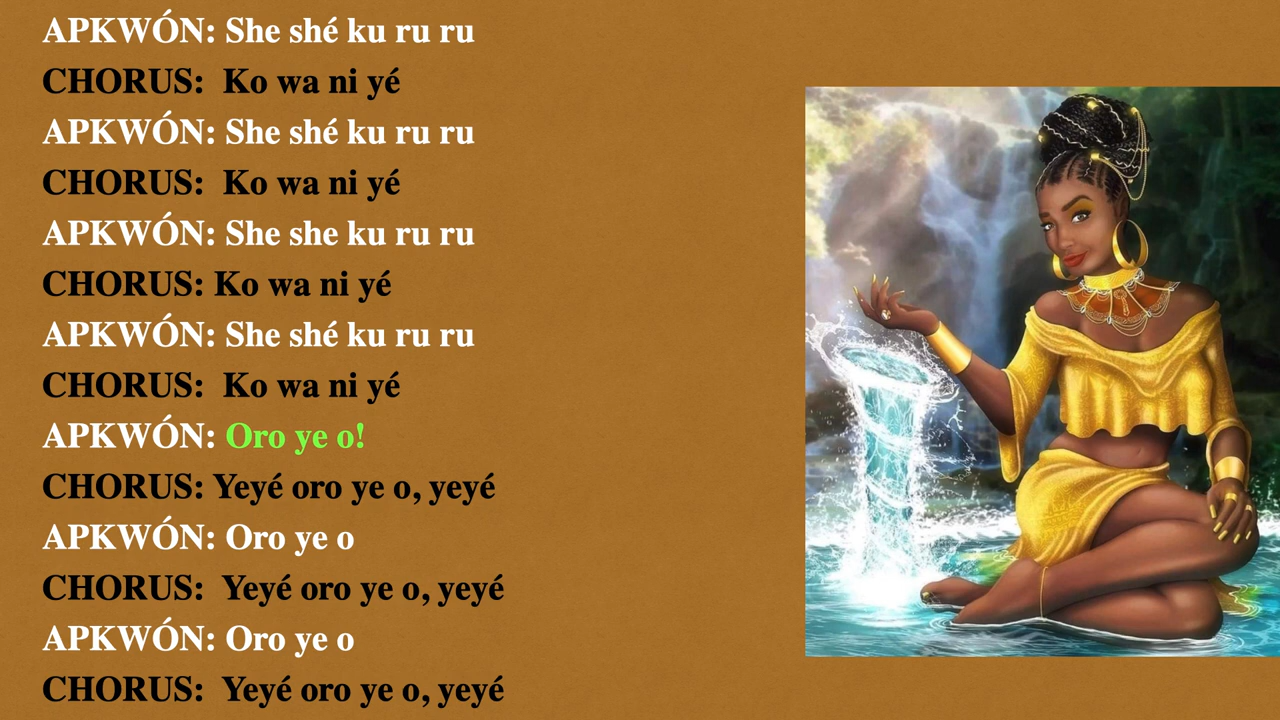 APKWÓN: She shé ku ru ru
CHORUS: Ko wa ni yé
APKWÓN: She shé ku ru ru
CHORUS: Ko wa ni yé
APKWÓN: She she ku ru ru
CHORUS: Ko wa ni yé
APKWÓN: She shé ku ru ru
CHORUS: Ko wa ni yé
APKWÓN: Oro ye o!
CHORUS: Yeyé oro ye o, yeyé
APKWÓN: Oro ye o
CHORUS: Yeyé oro ye o, yeyé
APKWÓN: Oro ye o
CHORUS: Yeyé oro ye o, yeyé